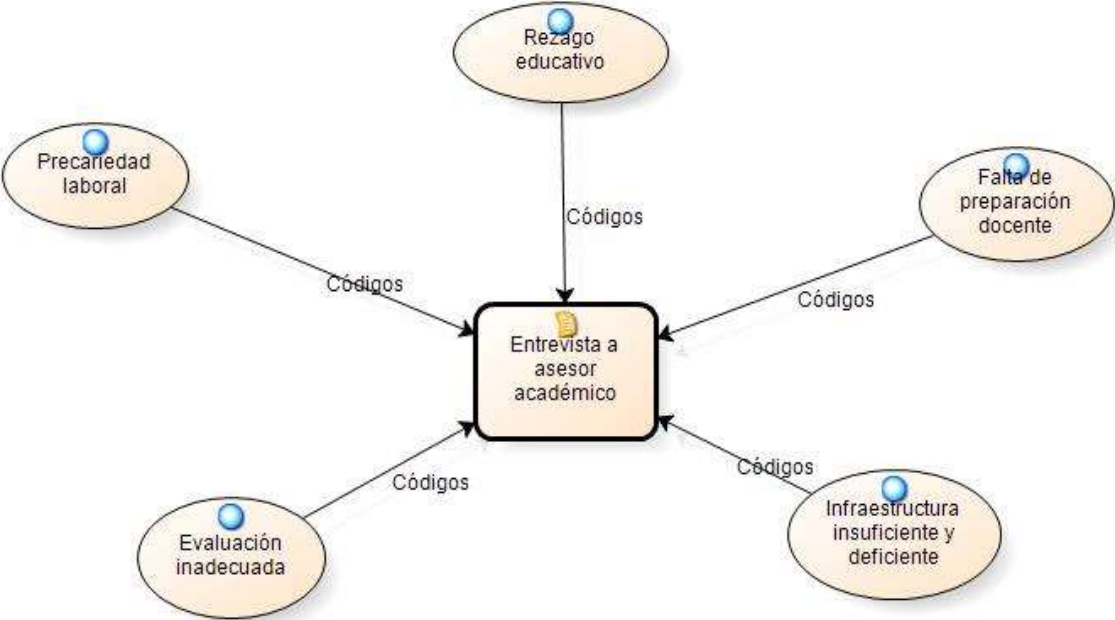 Rezago
educativo
Precariedad
laboral
Falta de
preparación
docente
Códigos
Códigos
Códigos
Entrevista a
asesor
académico
Códigos
Códigos
Infraestructura
insuficiente y
deficiente
Evaluación
inadecuada